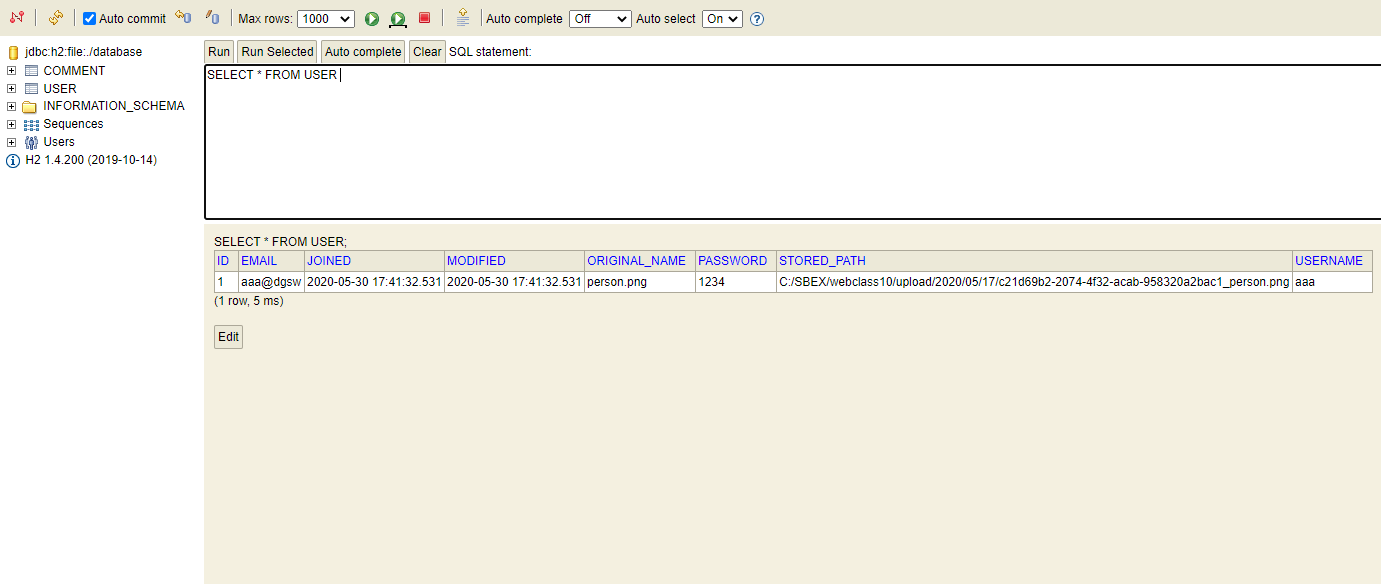 Auto commit Max rows: 1000 Auto complete Off Auto select On
jdbc:h2:file:./database
COMMENT
USER
INFORMATION_SCHEMA
Sequences
Users
H2 1.4.200 (2019-10-14)
Run Run Selected Auto complete Clear SQL statement:
SELECT * FROM USER
SELECT * FROM USER;
ID EMAIL JOINED MODIFIED ORIGINAL_NAME PASSWORD STORED_PATH USERNAME
1 aaa@dgsw 2020-05-30 17:41:32.531 2020-05-30 17:41:32.531 person.png 1234 C:/SBEX/webclass10/upload/2020/05/17/c21d69b2-2074-4f32-acab-958320a2bac1_person.png aaa
(1 row, 5 ms)
Edit